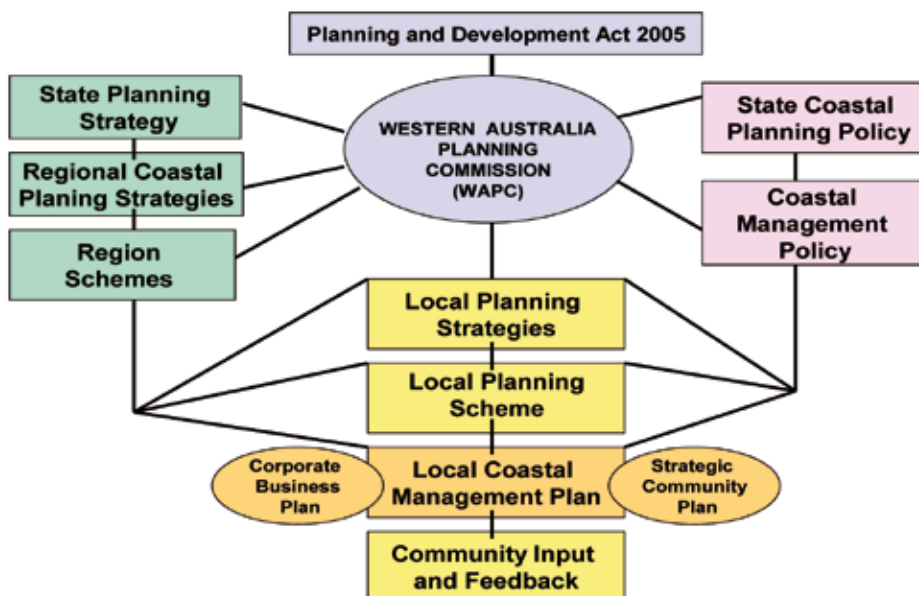 Planning and Development Act 2005
State Planning
Strategy
WESTERN AUSTRALIA
PLANNING
COMMISSION
(WAPC)
State Coastal
Planning Policy
Regional Coastal
Planing Strategies
Coastal
Management
Policy
Region
Schemes
Local Planning
Strategies
Local Planning
Scheme
Corporate
Business
Plan
Local Coastal
Management Plan
Strategic
Community
Plan
Community Input
and Feedback